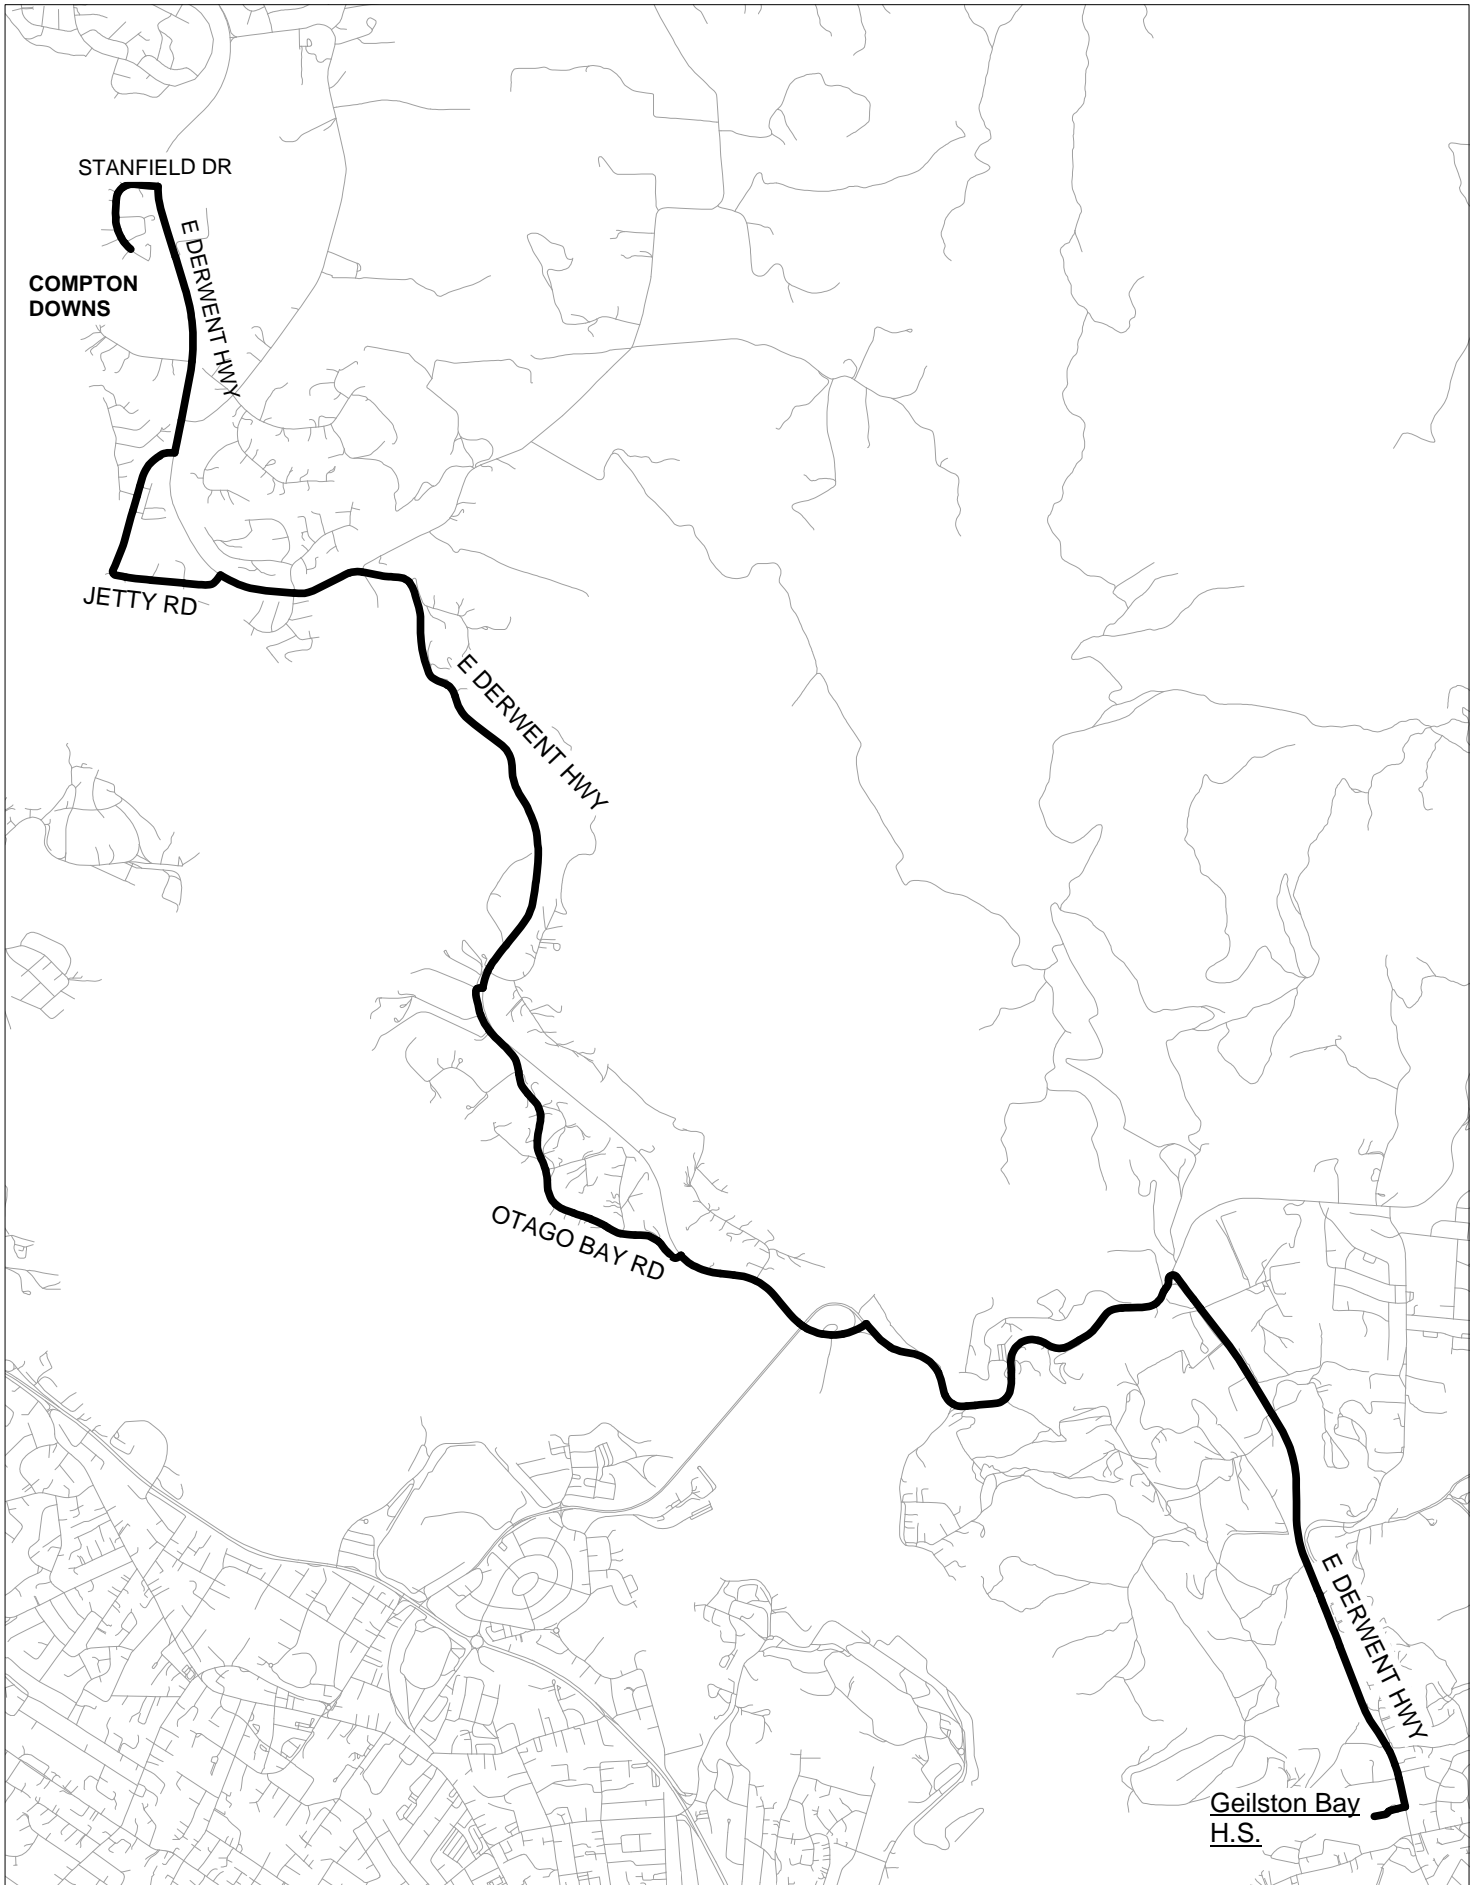 STANFIELD DR
E DERWENT HWY
COMPTON
DOWNS
JETTY RD
E DERWENT HWY
OTAGO BAY RD
E DERWENT HWY
Geilston Bay
H.S.